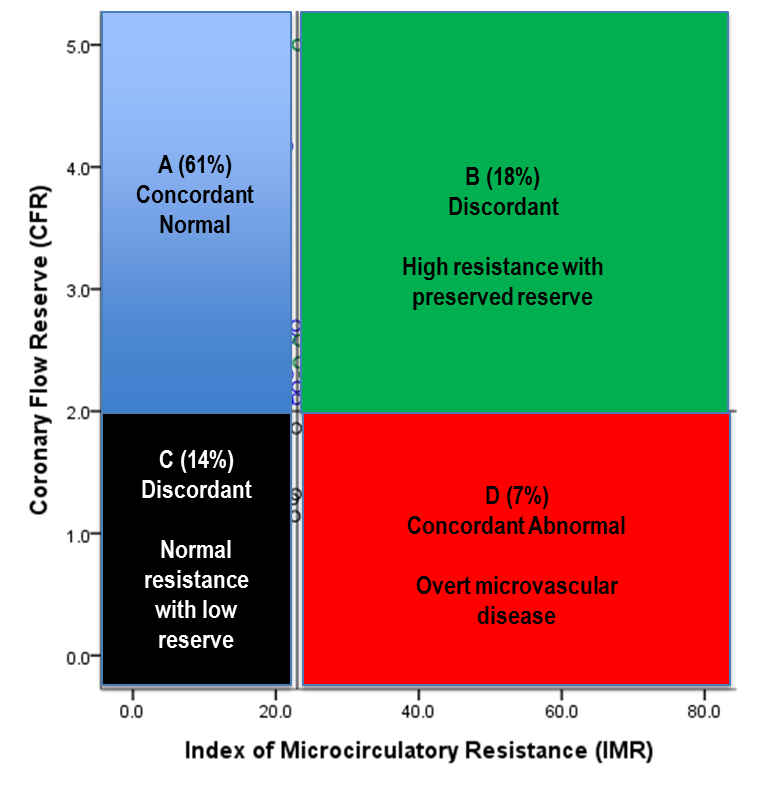 5.0
4.0
3.0
2.0
1.0
0.0
Coronary Flow Reserve (CFR)
A (61%)
Concordant
Normal
B (18%)
Discordant
High resistance with
preserved reserve
C (14%)
Discordant
Normal
resistance
with low
reserve
D (7%)
Concordant Abnormal
Overt microvascular
disease
0.0
20.0
40.0
60.0
80.0
Index of Microcirculatory Resistance (IMR)